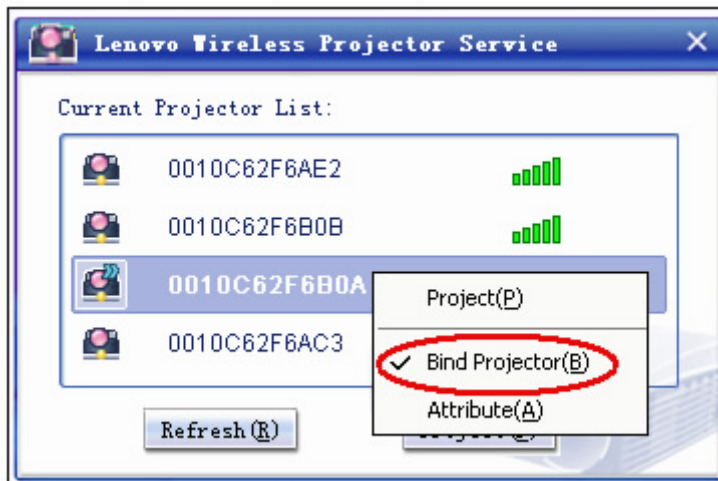 Lenovo Wireless Projector Service
Current Projector List:
0010C62F6AE2
0010C62F6B0B
0010C62F6B0A
Project(P)
0010C62F6AC3
Bind Projector(B)
Attribute(A)
Refresh(R)